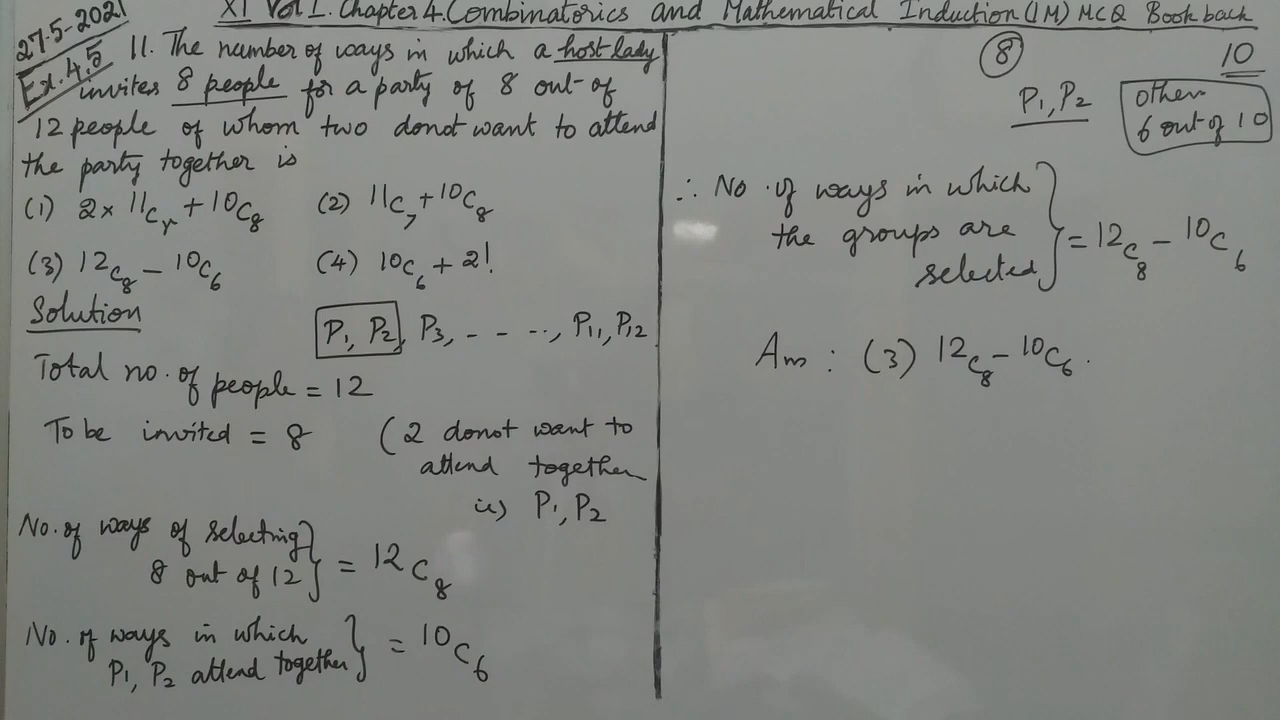 XI Vol I. Chapter 4. Combinatorics and Mathematical Induction (1M) MCQ Book back
27-5-2021
Ex. 4.5
11. The number of ways in which a host lady
invites 8 people for a party of 8 out-of
12 people of whom two donot want to attend
the party together is
(1) 2 × 11C7 + 10C8 (2) 11C7 + 10C8
(3) 12C8 – 10C6 (4) 10C6 + 2!
Solution
P1, P2, P3, - - - .., P11, P12
Total no. of people = 12
To be invited = 8 (2 donot want to
attend together
ie) P1, P2
No. of ways of selecting
8 out of 12 } = 12C8
No. of ways in which
P1, P2 attend together } = 10C6
8
10
P1, P2
other
6 out of 10
∴ No. of ways in which
the groups are
selected } = 12C8 – 10C6
Ans : (3) 12C8 – 10C6.